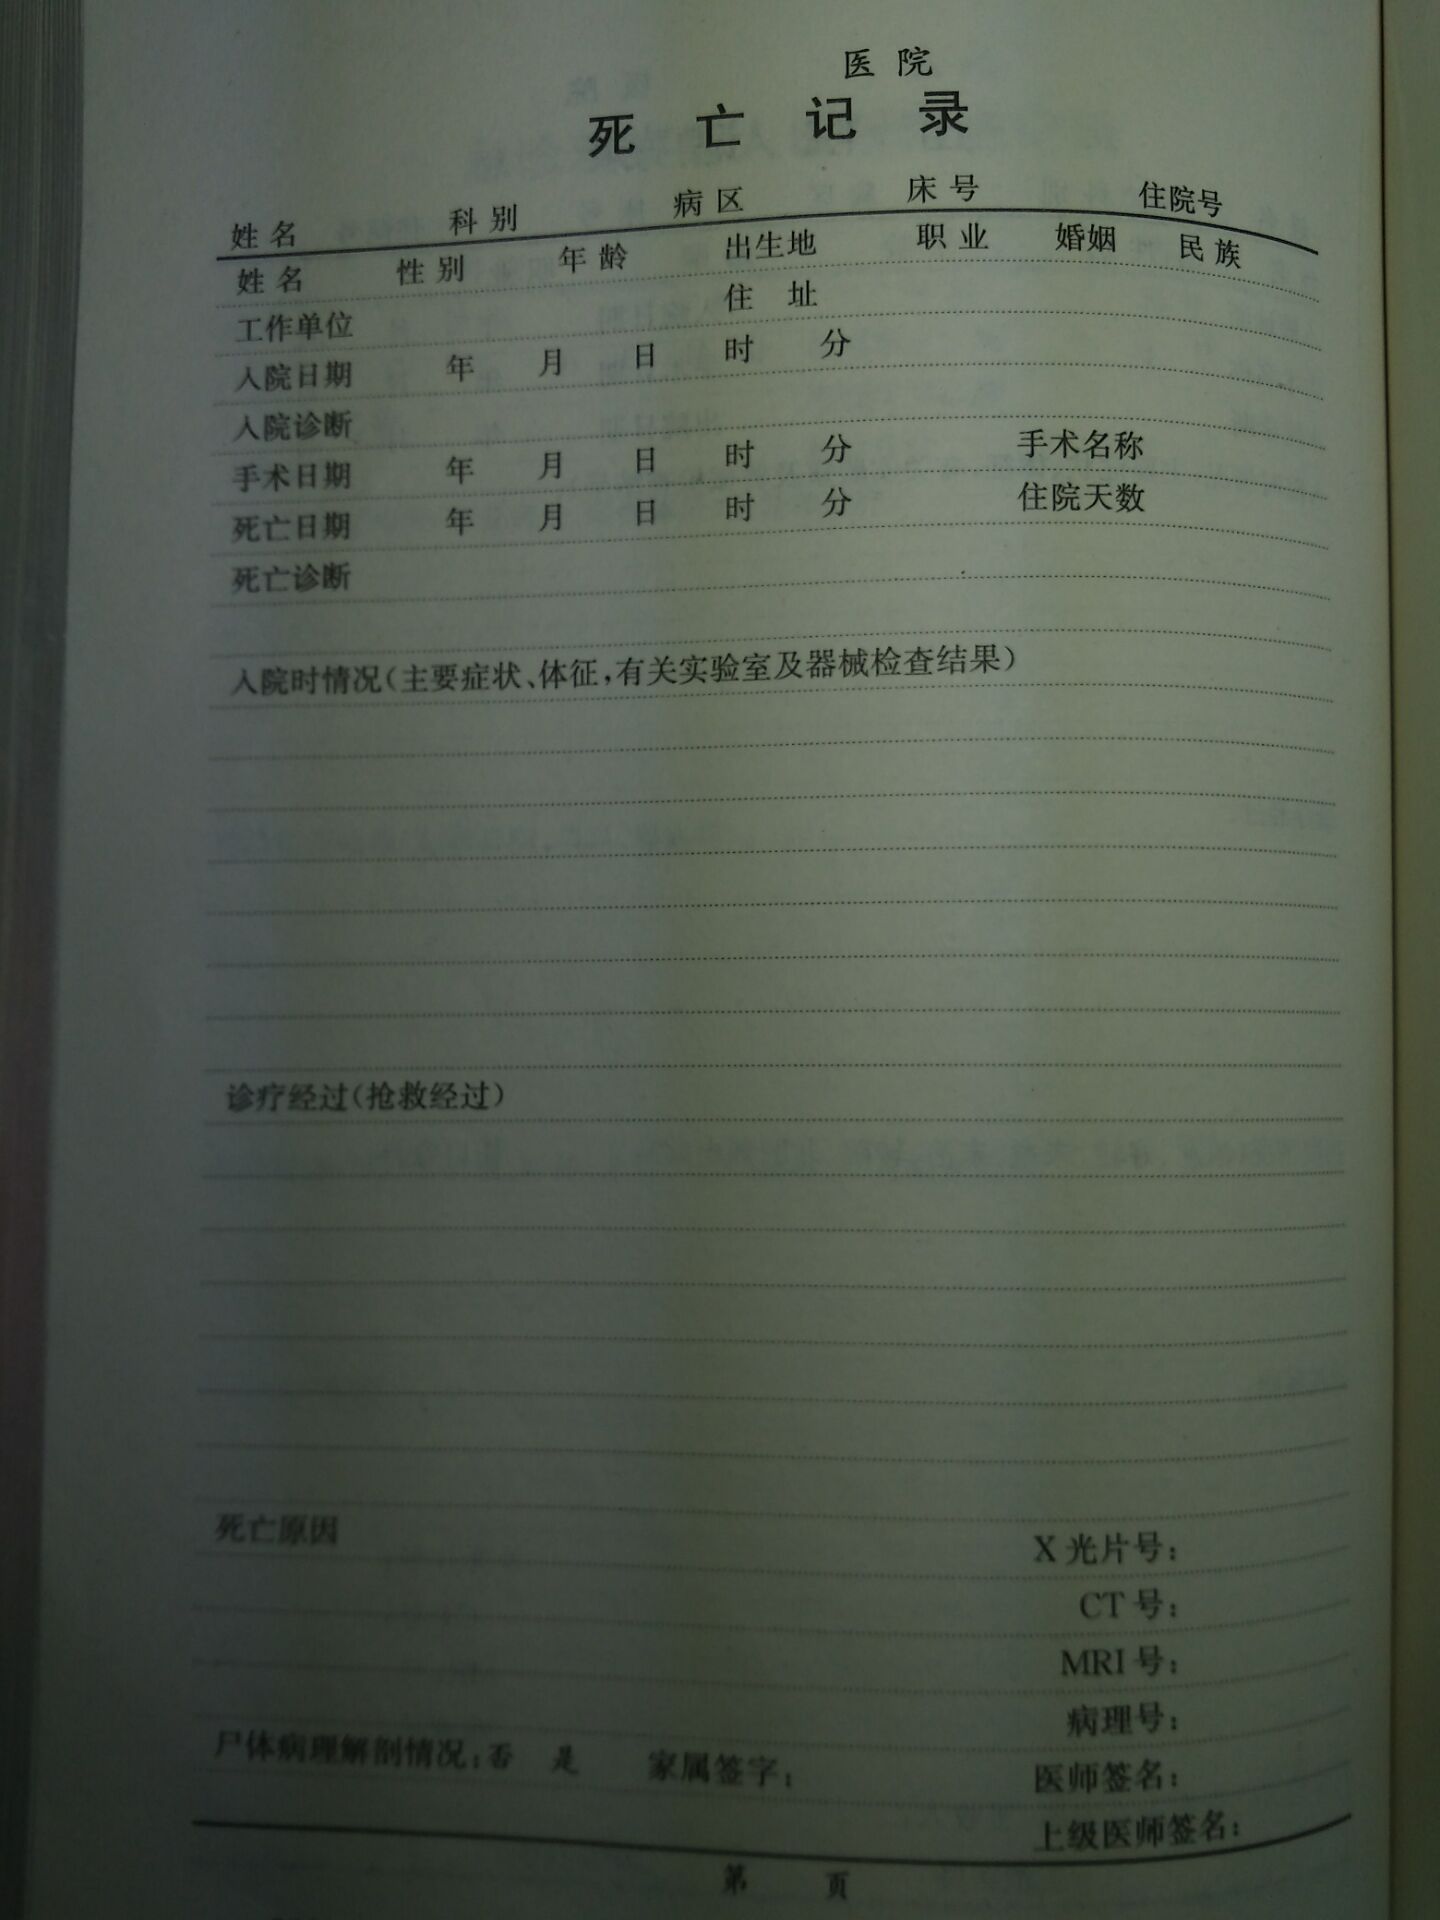 医院
死亡记录
姓名 科别 病区 床号 住院号
姓名 性别 年龄 出生地 职业 婚姻 民族
工作单位 住址
入院日期 年 月 日 时 分
入院诊断
手术日期 年 月 日 时 分 手术名称
死亡日期 年 月 日 时 分 住院天数
死亡诊断
入院时情况(主要症状、体征,有关实验室及器械检查结果)
诊疗经过(抢救经过)
死亡原因 X光片号:
CT号:
MRI号:
病理号:
尸体病理解剖情况:否 是 家属签字: 医师签名:
上级医师签名:
第 页